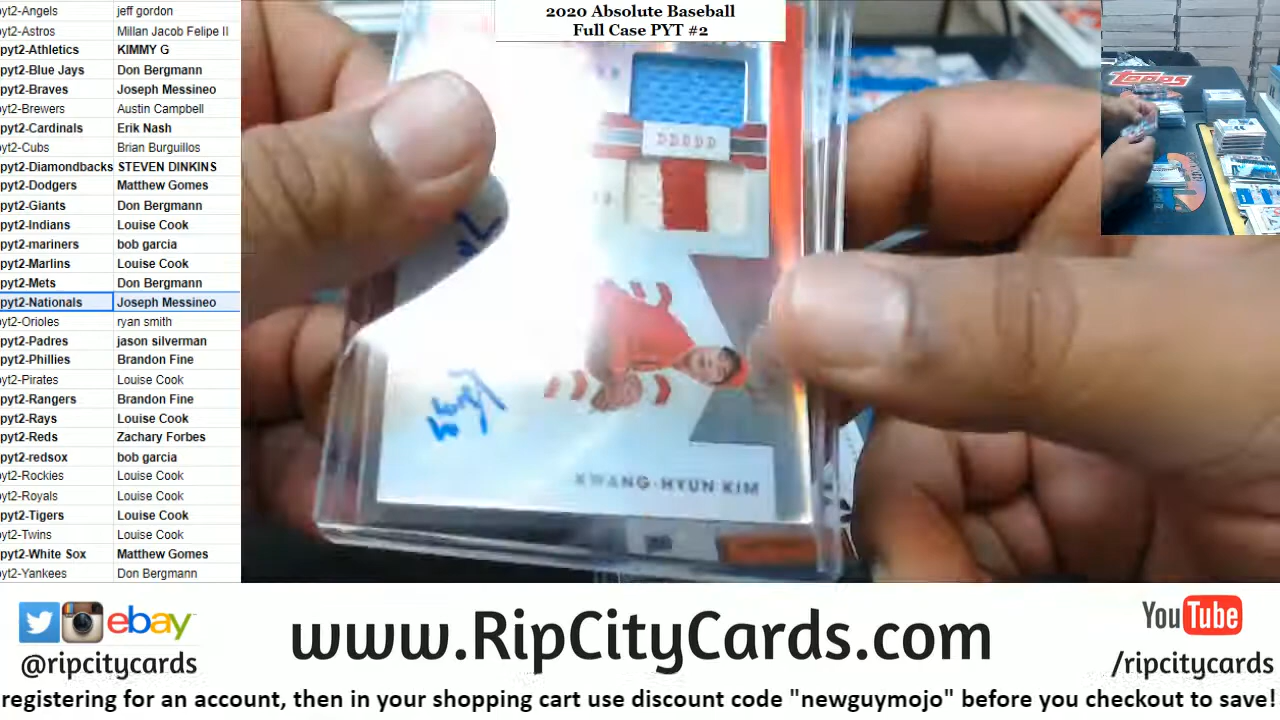 2020 Absolute Baseball
Full Case PYT #2
pyt2-Angels jeff gordon
pyt2-Astros Millan Jacob Felipe II
pyt2-Athletics KIMMY G
pyt2-Blue Jays Don Bergmann
pyt2-Braves Joseph Messineo
pyt2-Brewers Austin Campbell
pyt2-Cardinals Erik Nash
pyt2-Cubs Brian Burguillos
pyt2-Diamondbacks STEVEN DINKINS
pyt2-Dodgers Matthew Gomes
pyt2-Giants Don Bergmann
pyt2-Indians Louise Cook
pyt2-mariners bob garcia
pyt2-Marlins Louise Cook
pyt2-Mets Don Bergmann
pyt2-Nationals Joseph Messineo
pyt2-Orioles ryan smith
pyt2-Padres jason silverman
pyt2-Phillies Brandon Fine
pyt2-Pirates Louise Cook
pyt2-Rangers Brandon Fine
pyt2-Rays Louise Cook
pyt2-Reds Zachary Forbes
pyt2-redsox bob garcia
pyt2-Rockies Louise Cook
pyt2-Royals Louise Cook
pyt2-Tigers Louise Cook
pyt2-Twins Louise Cook
pyt2-White Sox Matthew Gomes
pyt2-Yankees Don Bergmann
Topps
KWANG-HYUN KIM
ebay
@ripcitycards
www.RipCityCards.com
YouTube
/ripcitycards
registering for an account, then in your shopping cart use discount code "newguymojo" before you checkout to save!